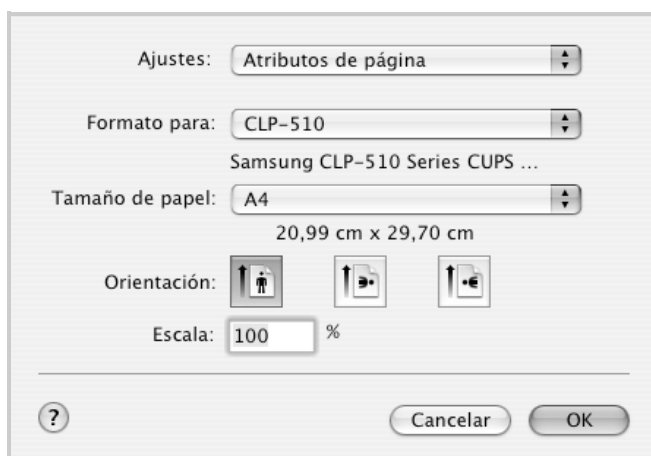 Ajustes: Atributos de página
Formato para: CLP-510
Samsung CLP-510 Series CUPS ...
Tamaño de papel: A4
20,99 cm x 29,70 cm
Orientación:
Escala: 100 %
? Cancelar OK